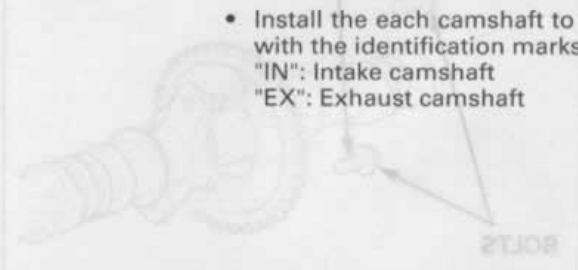 • Install the each camshaft to
with the identification marks
"IN": Intake camshaft
"EX": Exhaust camshaft
BOLTS